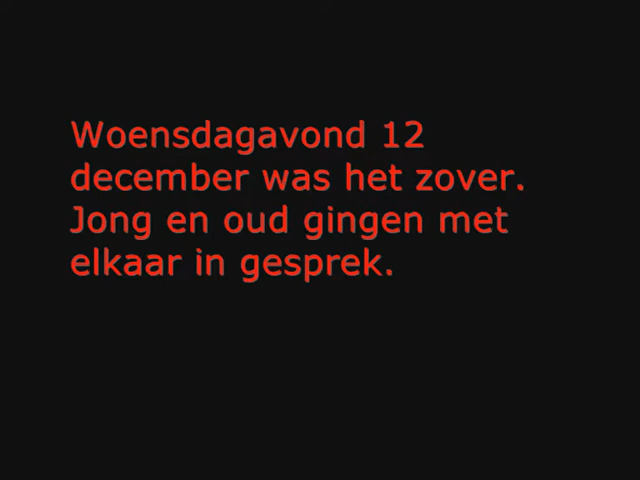 Woensdagavond 12
december was het zover.
Jong en oud gingen met
elkaar in gesprek.